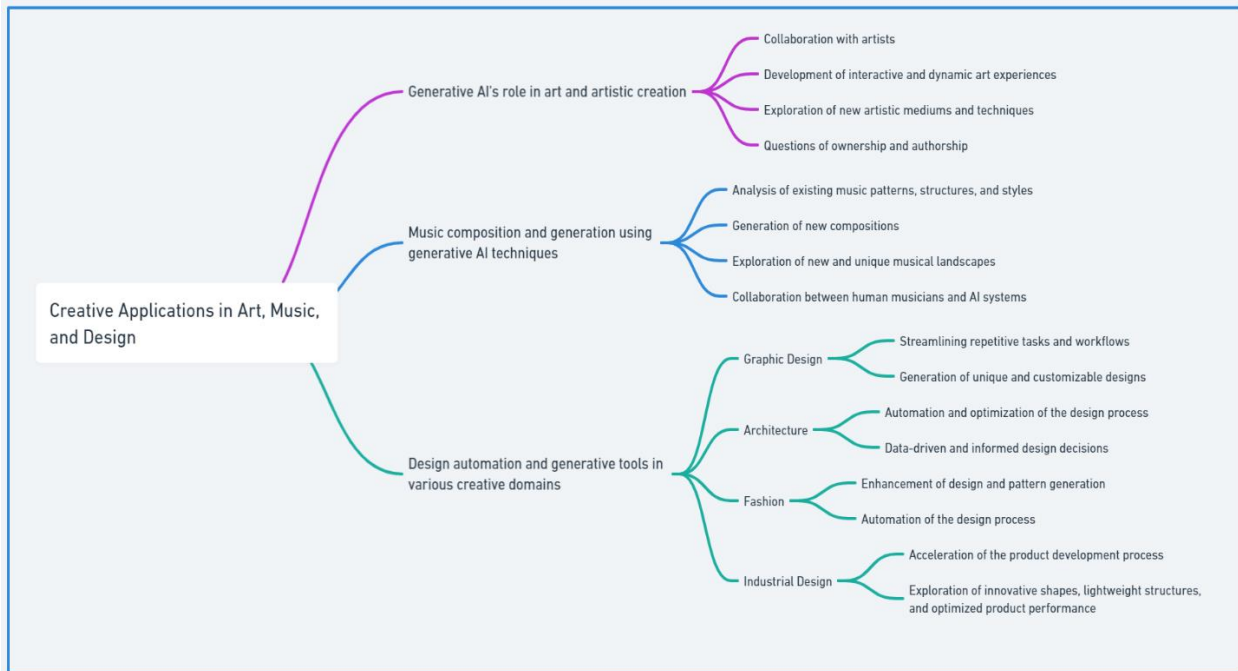 Creative Applications in Art, Music,
and Design
Generative AI's role in art and artistic creation
Collaboration with artists
Development of interactive and dynamic art experiences
Exploration of new artistic mediums and techniques
Questions of ownership and authorship
Music composition and generation using
generative AI techniques
Analysis of existing music patterns, structures, and styles
Generation of new compositions
Exploration of new and unique musical landscapes
Collaboration between human musicians and AI systems
Design automation and generative tools in
various creative domains
Graphic Design
Streamlining repetitive tasks and workflows
Generation of unique and customizable designs
Architecture
Automation and optimization of the design process
Data-driven and informed design decisions
Fashion
Enhancement of design and pattern generation
Automation of the design process
Industrial Design
Acceleration of the product development process
Exploration of innovative shapes, lightweight structures,
and optimized product performance